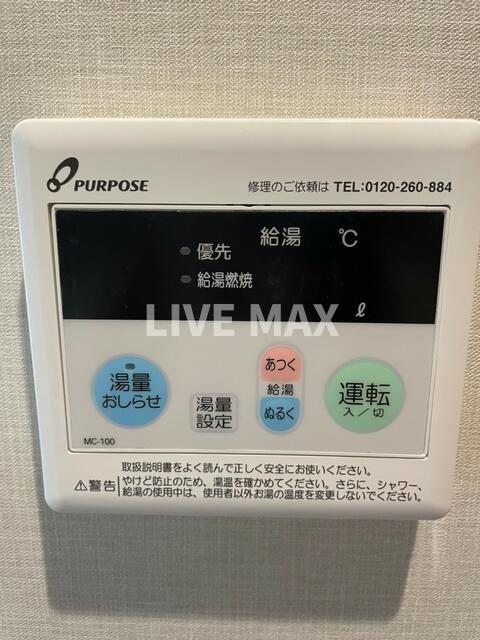 PURPOSE
修理のご依頼は TEL:0120-260-884
給湯 ℃
優先
給湯燃焼
ℓ
LIVE MAX
湯量
おしらせ
湯量
設定
あつく
給湯
ぬるく
運転
入/切
MC-100
取扱説明書をよく読んで正しく安全にお使いください。
⚠警告
やけど防止のため、湯温を確かめてください。さらに、シャワー、
給湯の使用中は、使用者以外お湯の温度を変更しないでください。